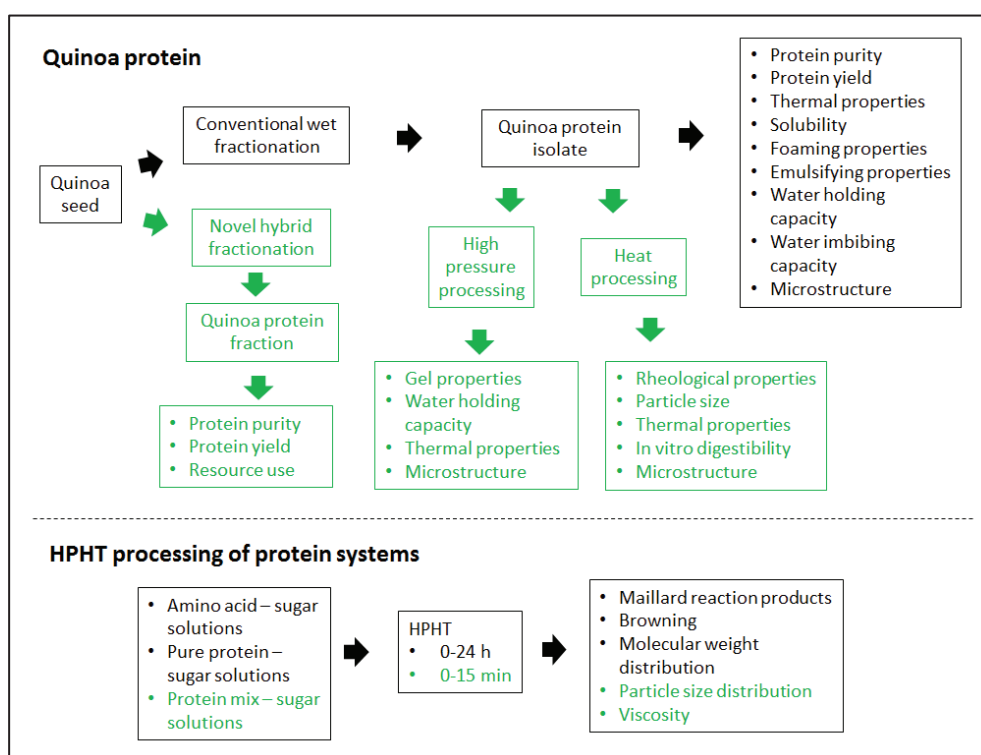 Quinoa protein
Quinoa
seed
Conventional wet
fractionation
Quinoa protein
isolate
• Protein purity
• Protein yield
• Thermal properties
• Solubility
• Foaming properties
• Emulsifying properties
• Water holding
capacity
• Water imbibing
capacity
• Microstructure
Novel hybrid
fractionation
High
pressure
processing
Heat
processing
Quinoa protein
fraction
• Protein purity
• Protein yield
• Resource use
• Gel properties
• Water holding
capacity
• Thermal properties
• Microstructure
• Rheological properties
• Particle size
• Thermal properties
• In vitro digestibility
• Microstructure
HPHT processing of protein systems
• Amino acid – sugar
solutions
• Pure protein –
sugar solutions
• Protein mix – sugar
solutions
HPHT
• 0-24 h
• 0-15 min
• Maillard reaction products
• Browning
• Molecular weight
distribution
• Particle size distribution
• Viscosity